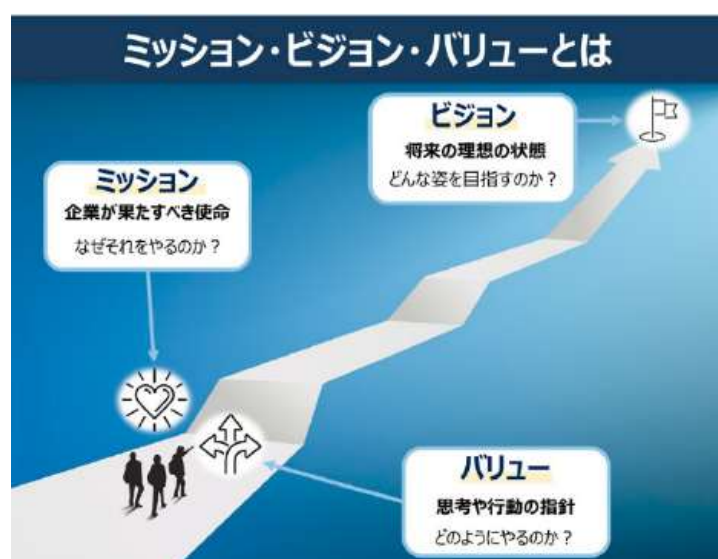 ミッション・ビジョン・バリューとは
ビジョン
将来の理想の状態
どんな姿を目指すのか？
ミッション
企業が果たすべき使命
なぜそれをやるのか？
バリュー
思考や行動の指針
どのようにやるのか？